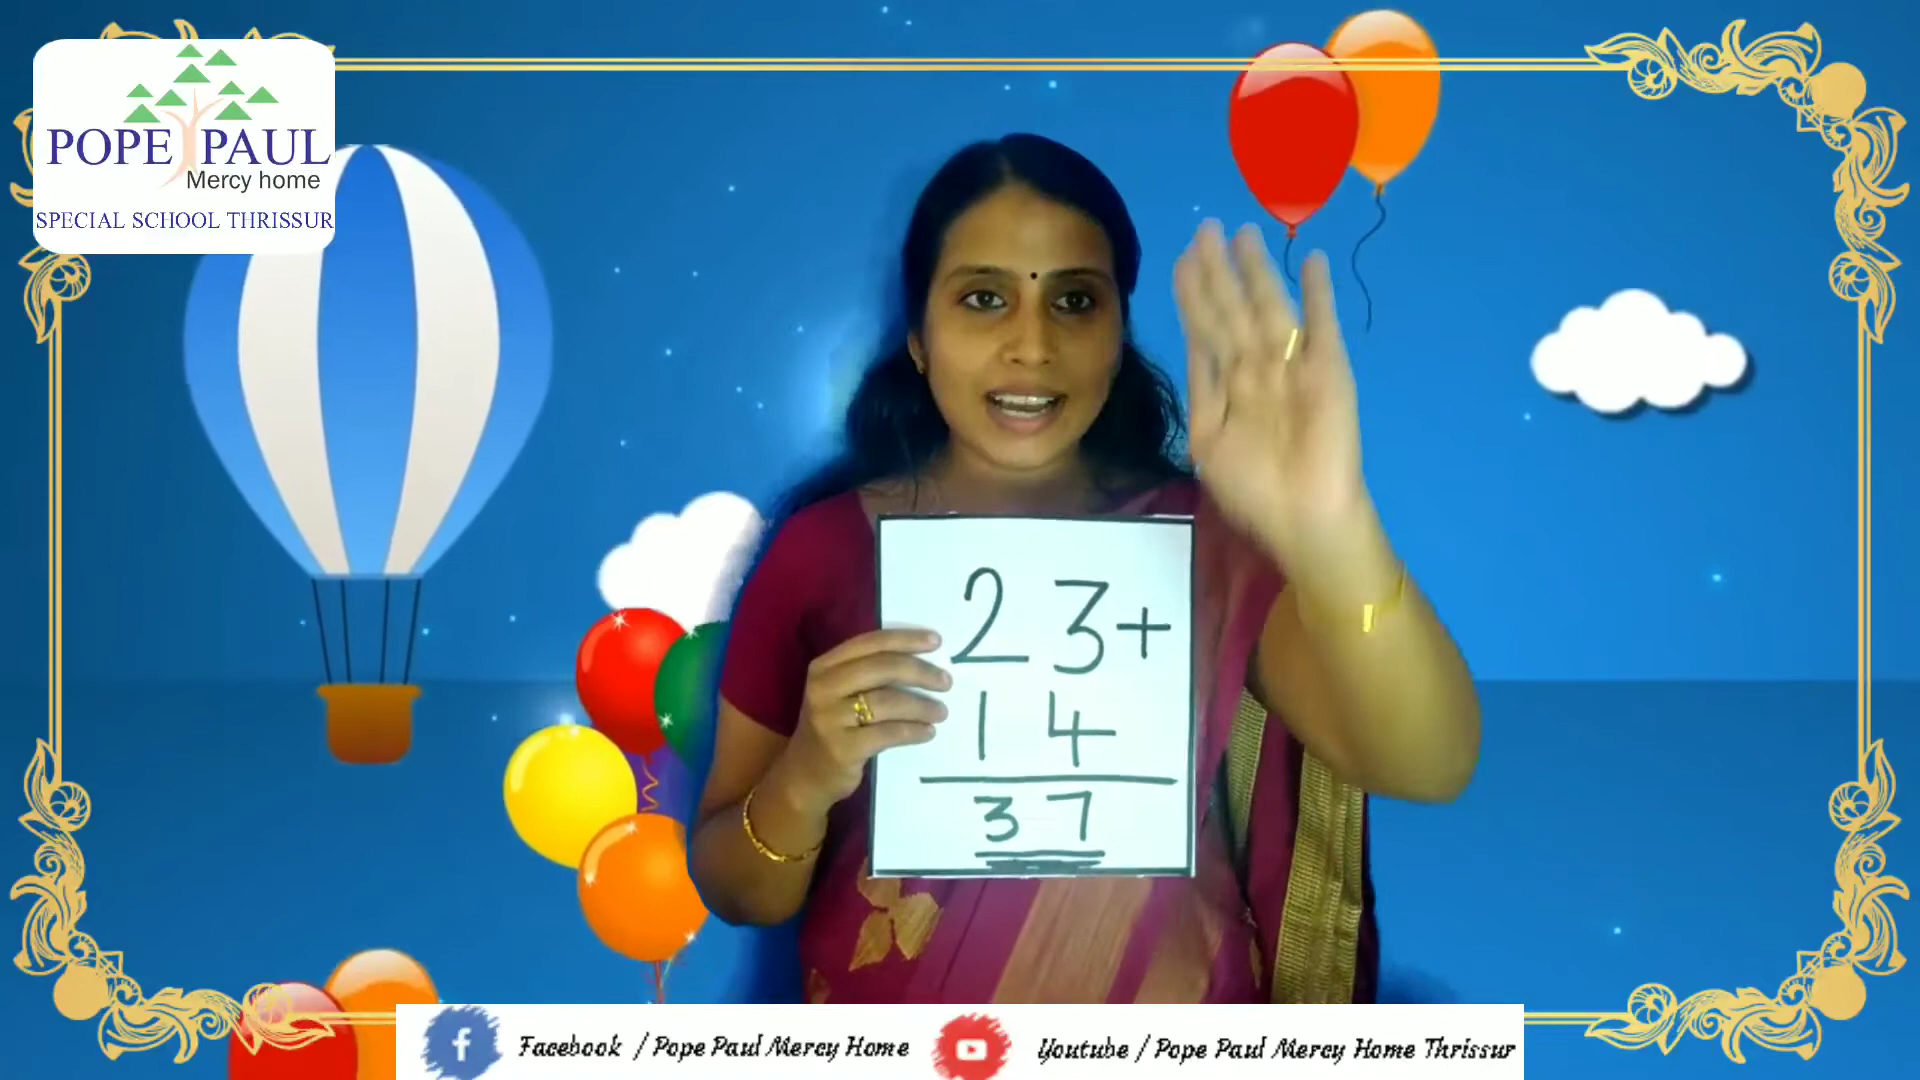 POPE PAUL
Mercy home
SPECIAL SCHOOL THRISSUR
23+
14
37
Facebook / Pope Paul Mercy Home
Youtube / Pope Paul Mercy Home Thrissur